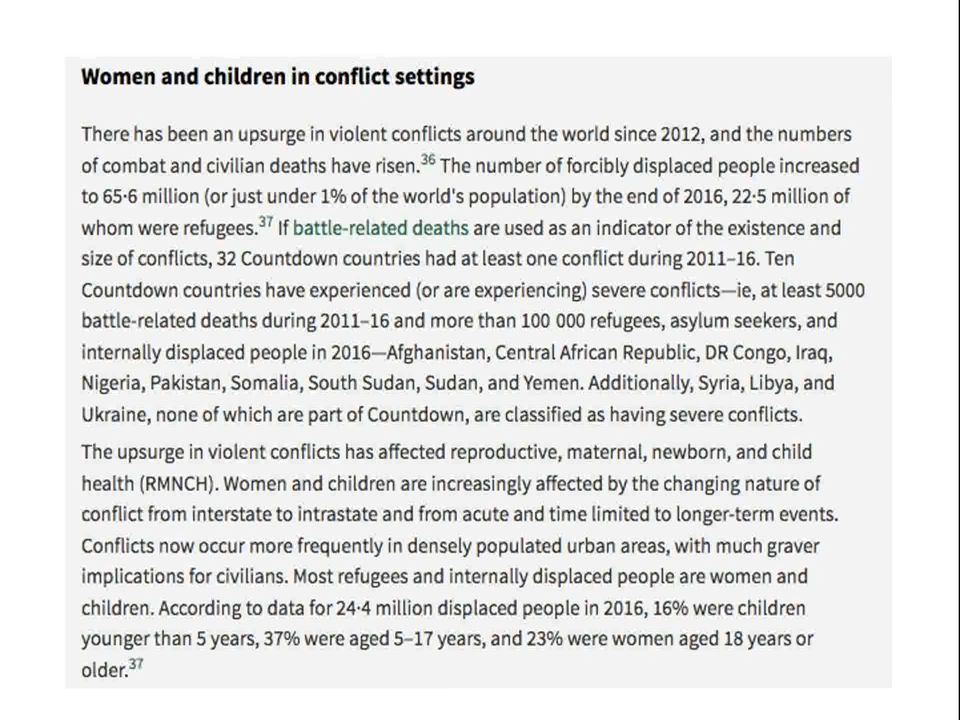 Women and children in conflict settings
There has been an upsurge in violent conflicts around the world since 2012, and the numbers
of combat and civilian deaths have risen.36 The number of forcibly displaced people increased
to 65·6 million (or just under 1% of the world's population) by the end of 2016, 22·5 million of
whom were refugees.37 If battle-related deaths are used as an indicator of the existence and
size of conflicts, 32 Countdown countries had at least one conflict during 2011–16. Ten
Countdown countries have experienced (or are experiencing) severe conflicts—ie, at least 5000
battle-related deaths during 2011–16 and more than 100 000 refugees, asylum seekers, and
internally displaced people in 2016—Afghanistan, Central African Republic, DR Congo, Iraq,
Nigeria, Pakistan, Somalia, South Sudan, Sudan, and Yemen. Additionally, Syria, Libya, and
Ukraine, none of which are part of Countdown, are classified as having severe conflicts.
The upsurge in violent conflicts has affected reproductive, maternal, newborn, and child
health (RMNCH). Women and children are increasingly affected by the changing nature of
conflict from interstate to intrastate and from acute and time limited to longer-term events.
Conflicts now occur more frequently in densely populated urban areas, with much graver
implications for civilians. Most refugees and internally displaced people are women and
children. According to data for 24·4 million displaced people in 2016, 16% were children
younger than 5 years, 37% were aged 5–17 years, and 23% were women aged 18 years or
older.37